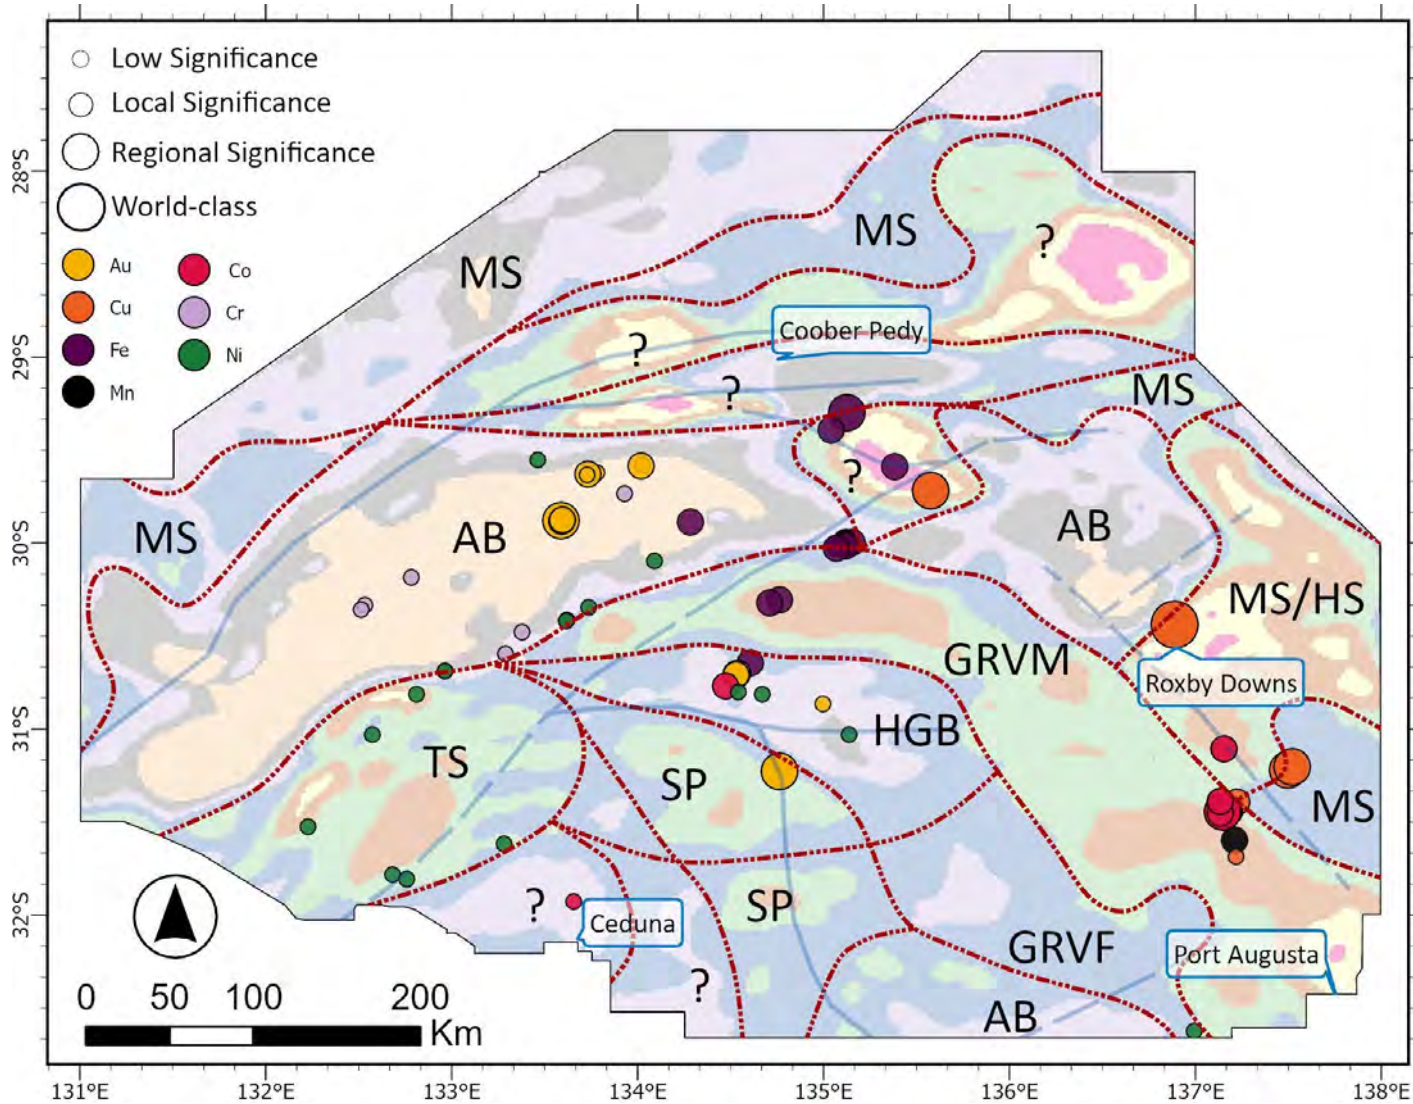 Low Significance
Local Significance
Regional Significance
World-class
Au
Co
Cu
Cr
Fe
Ni
Mn
28°S
29°S
30°S
31°S
32°S
MS
MS
?
?
Coober Pedy
?
MS
?
MS
AB
AB
MS/HS
GRVM
Roxby Downs
HGB
TS
SP
MS
?
Ceduna
SP
GRVF
Port Augusta
?
AB
0 50 100 200
Km
131°E 132°E 133°E 134°E 135°E 136°E 137°E 138°E